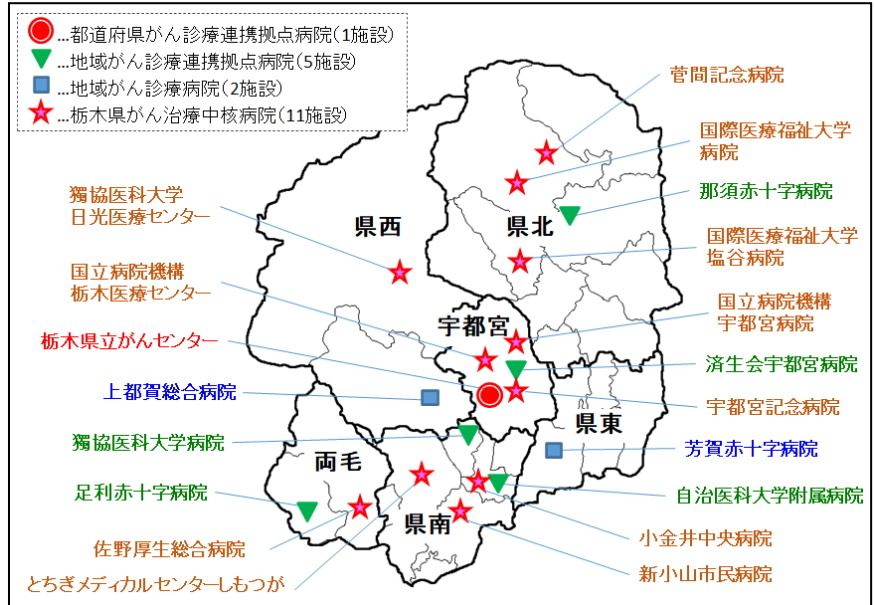 …都道府県がん診療連携拠点病院(1施設)
…地域がん診療連携拠点病院(5施設)
…地域がん診療病院(2施設)
…栃木県がん治療中核病院(11施設)
菅間記念病院
国際医療福祉大学
病院
獨協医科大学
日光医療センター
那須赤十字病院
県西
県北
国際医療福祉大学
塩谷病院
国立病院機構
栃木医療センター
国立病院機構
宇都宮病院
宇都宮
栃木県立がんセンター
済生会宇都宮病院
上都賀総合病院
宇都宮記念病院
県東
獨協医科大学病院
芳賀赤十字病院
両毛
足利赤十字病院
自治医科大学附属病院
県南
佐野厚生総合病院
小金井中央病院
とちぎメディカルセンターしもつが
新小山市民病院